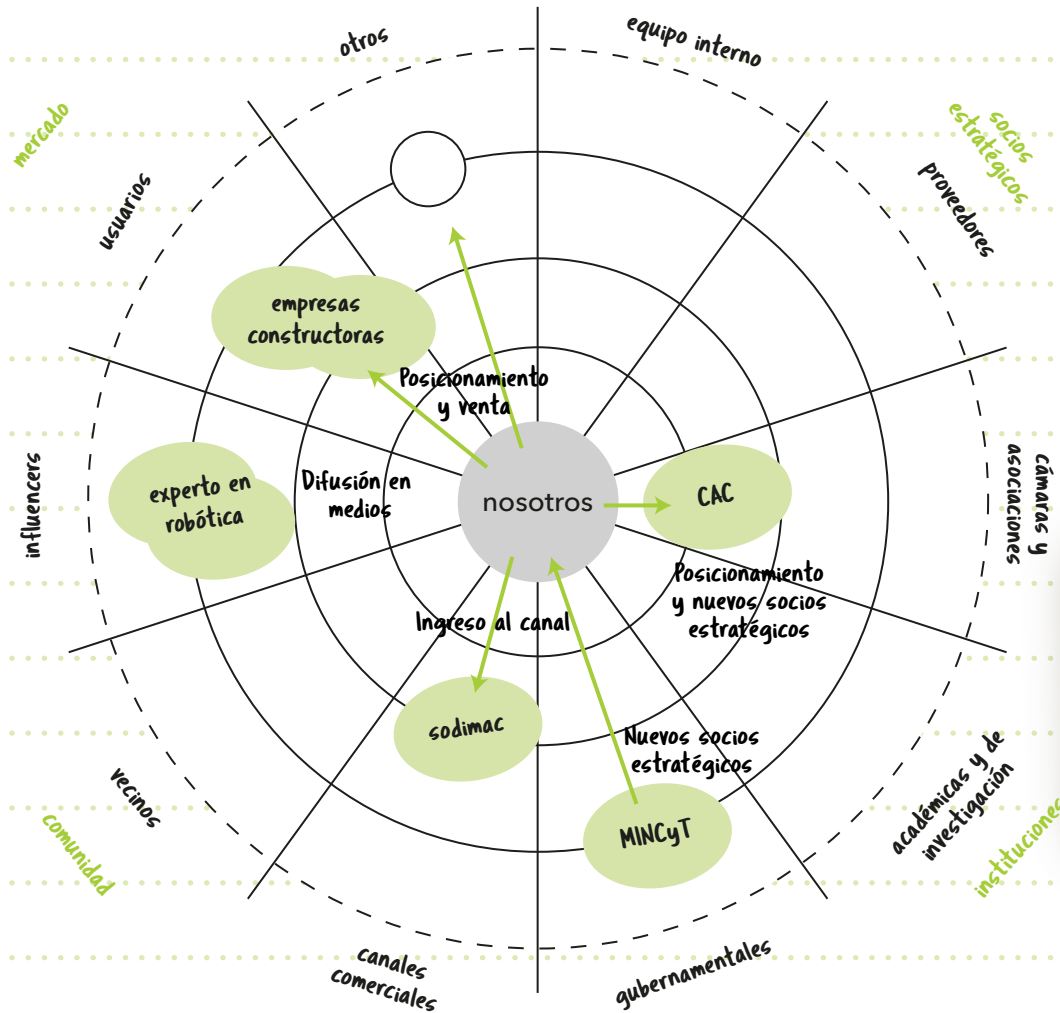 otros
equipo interno
mercado
socios
estratégicos
usuarios
proveedores
empresas
constructoras
Posicionamiento
y venta
influencers
experto en
robótica
Difusión en
medios
nosotros
CAC
cámaras y
asociaciones
Posicionamiento
y nuevos socios
estratégicos
Ingreso al canal
sodimac
Nuevos socios
estratégicos
MINCyT
vecinos
comunidad
académicas y de
investigación
instituciones
canales
comerciales
gubernamentales